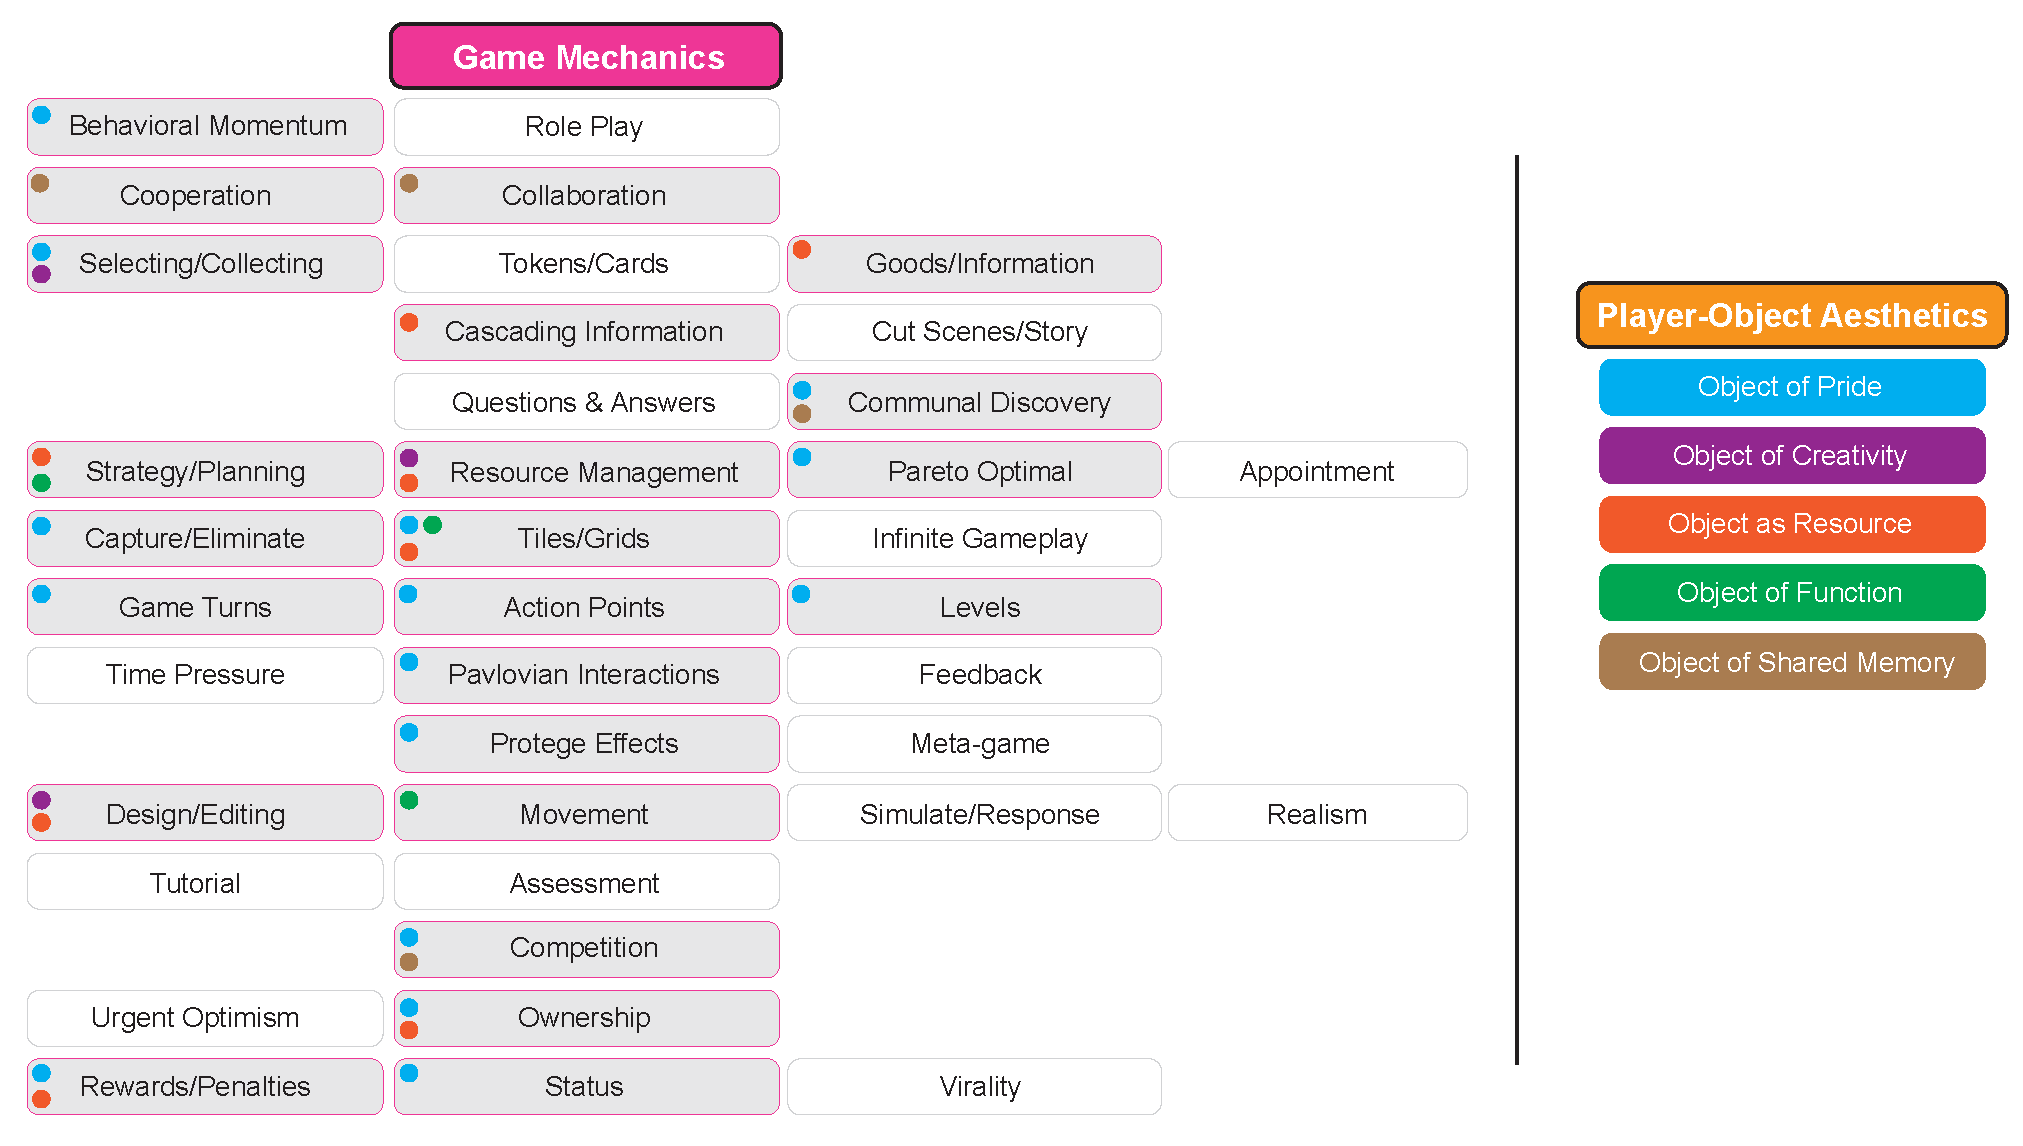 Game Mechanics
Behavioral Momentum
Role Play
Cooperation
Collaboration
Selecting/Collecting
Tokens/Cards
Goods/Information
Cascading Information
Cut Scenes/Story
Questions & Answers
Communal Discovery
Strategy/Planning
Resource Management
Pareto Optimal
Appointment
Capture/Eliminate
Tiles/Grids
Infinite Gameplay
Game Turns
Action Points
Levels
Time Pressure
Pavlovian Interactions
Feedback
Protege Effects
Meta-game
Design/Editing
Movement
Simulate/Response
Realism
Tutorial
Assessment
Competition
Urgent Optimism
Ownership
Rewards/Penalties
Status
Virality
Player-Object Aesthetics
Object of Pride
Object of Creativity
Object as Resource
Object of Function
Object of Shared Memory